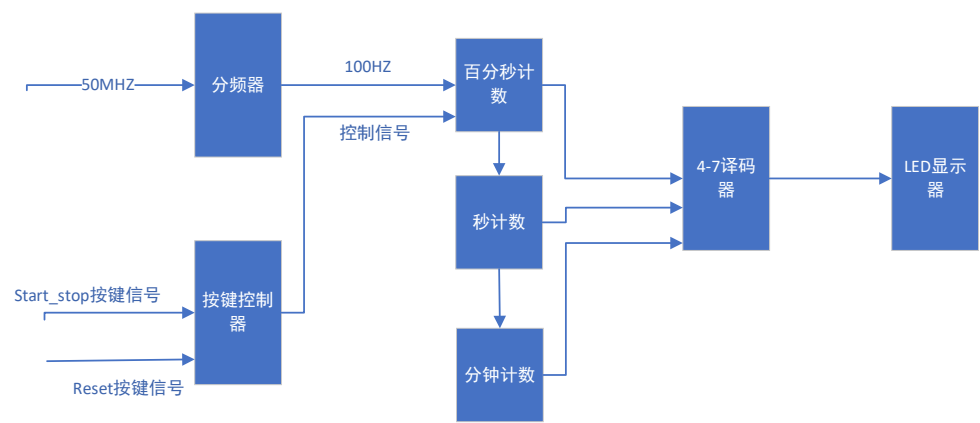 50MHZ
分频器
100HZ
百分秒计
数
控制信号
4-7译码
器
LED显示
器
秒计数
Start_stop按键信号
按键控制
器
Reset按键信号
分钟计数